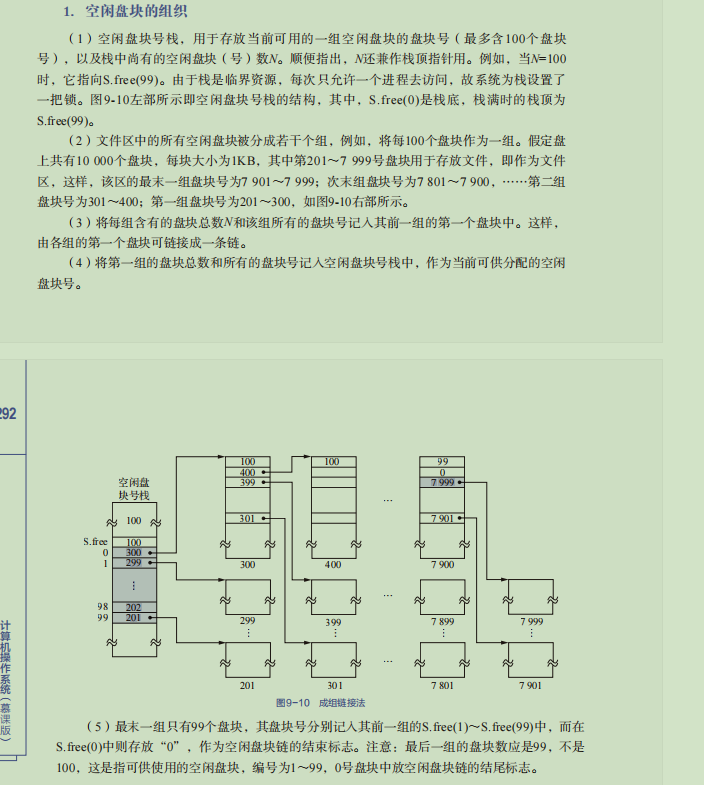 1. 空闲盘块的组织
（1）空闲盘块号栈，用于存放当前可用的一组空闲盘块的盘块号（最多含100个盘块
号），以及栈中尚有的空闲盘块（号）数N。顺便指出，N还兼作栈顶指针用。例如，当N=100
时，它指向S.free(99)。由于栈是临界资源，每次只允许一个进程去访问，故系统为栈设置了
一把锁。图9-10左部所示即空闲盘块号栈的结构，其中，S.free(0)是栈底，栈满时的栈顶为
S.free(99)。
（2）文件区中的所有空闲盘块被分成若干个组，例如，将每100个盘块作为一组。假定盘
上共有10 000个盘块，每块大小为1KB，其中第201～7 999号盘块用于存放文件，即作为文件
区，这样，该区的最末一组盘块号为7 901～7 999；次末组盘块号为7 801～7 900，……第二组
盘块号为301～400；第一组盘块号为201～300，如图9-10右部所示。
（3）将每组含有的盘块总数N和该组所有的盘块号记入其前一组的第一个盘块中。这样，
由各组的第一个盘块可链接成一条链。
（4）将第一组的盘块总数和所有的盘块号记入空闲盘块号栈中，作为当前可供分配的空闲
盘块号。
292
计算机操作系统（慕课版）
空闲盘
块号栈
100
S.free 100
0 300
1 299
⋮
98 202
99 201
100
400
399
301
300
299
⋮
201
100
400
399
⋮
301
…
…
…
99
0
7 999
7 901
7 900
7 899
⋮
7 801
7 999
⋮
7 901
图9-10 成组链接法
（5）最末一组只有99个盘块，其盘块号分别记入其前一组的S.free(1)～S.free(99)中，而在
S.free(0)中则存放“0”，作为空闲盘块链的结束标志。注意：最后一组的盘块数应是99，不是
100，这是指可供使用的空闲盘块，编号为1～99，0号盘块中放空闲盘块链的结尾标志。